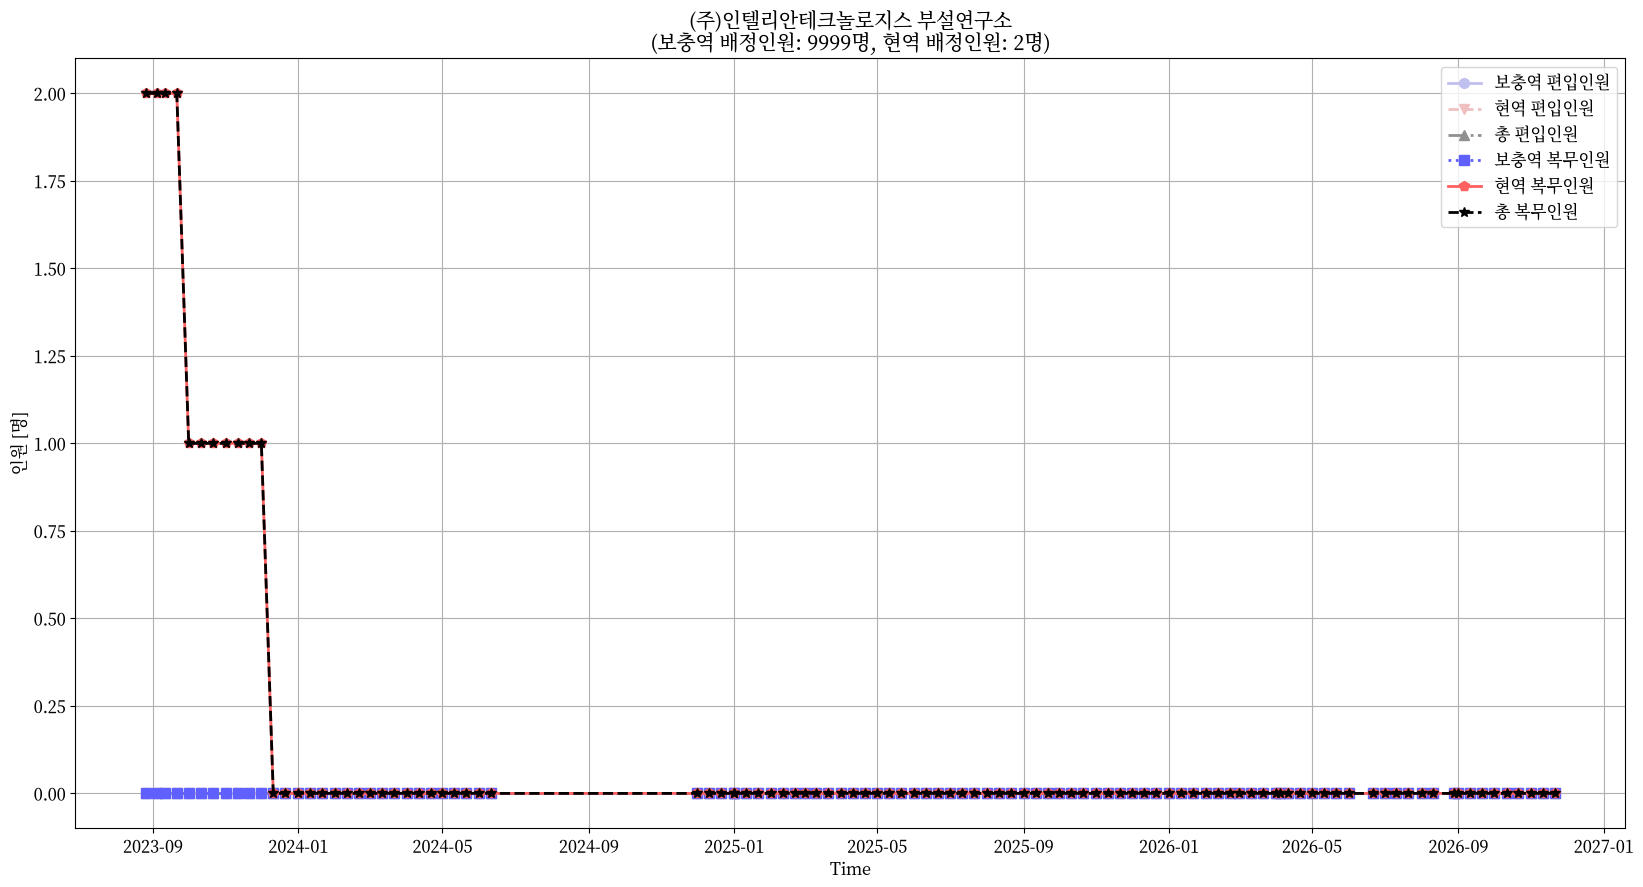 (주)인텔리안테크놀로지스 부설연구소
(보충역 배정인원: 9999명, 현역 배정인원: 2명)
보충역 편입인원
현역 편입인원
총 편입인원
보충역 복무인원
현역 복무인원
총 복무인원
인원 [명]
2.00
1.75
1.50
1.25
1.00
0.75
0.50
0.25
0.00
2023-09 2024-01 2024-05 2024-09 2025-01 2025-05 2025-09 2026-01 2026-05 2026-09 2027-01
Time